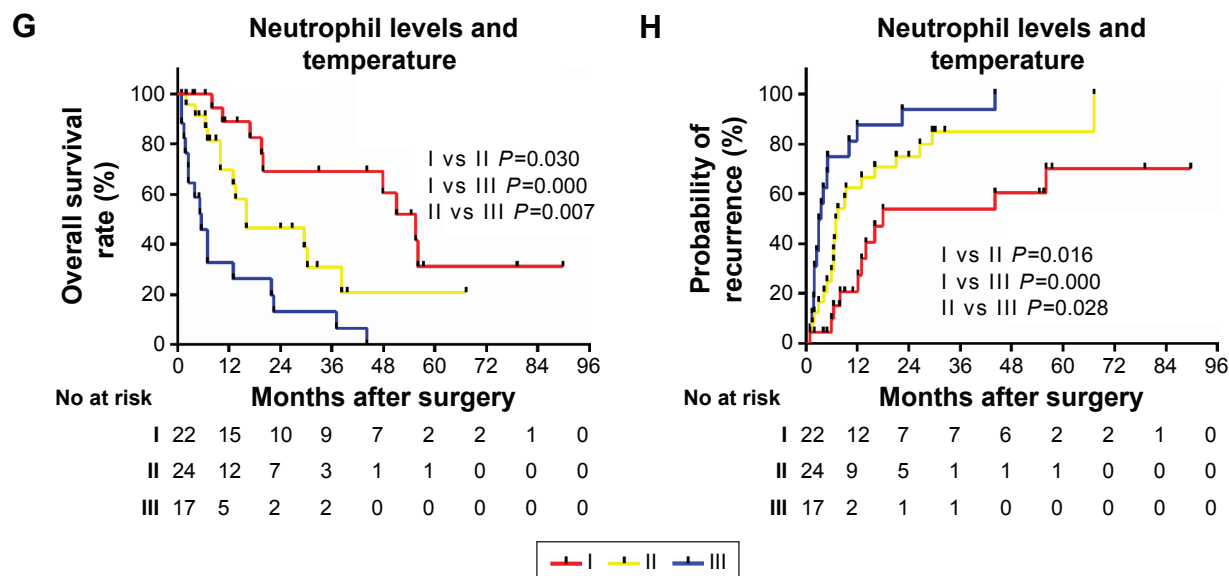 G
Neutrophil levels and
temperature
Overall survival
rate (%)
100
80
60
40
20
0
I vs II P=0.030
I vs III P=0.000
II vs III P=0.007
0 12 24 36 48 60 72 84 96
No at risk
Months after surgery
I 22 15 10 9 7 2 2 1 0
II 24 12 7 3 1 1 0 0 0
III 17 5 2 2 0 0 0 0 0
H
Neutrophil levels and
temperature
Probability of
recurrence (%)
100
80
60
40
20
0
I vs II P=0.016
I vs III P=0.000
II vs III P=0.028
0 12 24 36 48 60 72 84 96
No at risk
Months after surgery
I 22 12 7 7 6 2 2 1 0
II 24 9 5 1 1 1 0 0 0
III 17 2 1 1 0 0 0 0 0
I II III